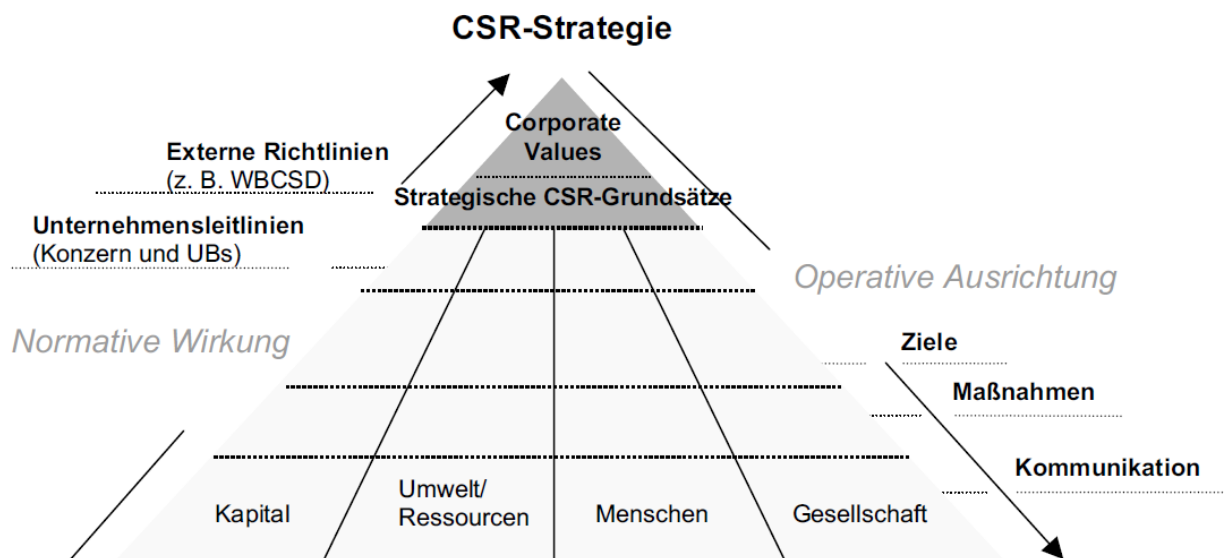 CSR-Strategie
Corporate
Values
Externe Richtlinien
(z. B. WBCSD)
Strategische CSR-Grundsätze
Unternehmensleitlinien
(Konzern und UBs)
Operative Ausrichtung
Normative Wirkung
Ziele
Maßnahmen
Kommunikation
Kapital
Umwelt/
Ressourcen
Menschen
Gesellschaft